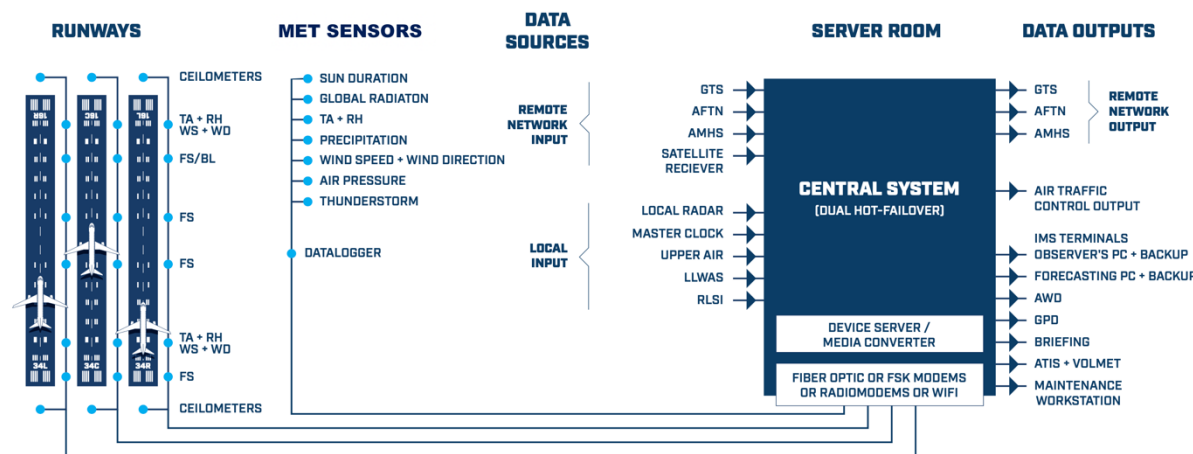 RUNWAYS
MET SENSORS
DATA
SOURCES
SERVER ROOM
DATA OUTPUTS
16R
16C
16L
34L
34C
34R
CEILOMETERS
TA + RH
WS + WD
FS/BL
FS
FS
TA + RH
WS + WD
FS
CEILOMETERS
SUN DURATION
GLOBAL RADIATON
TA + RH
PRECIPITATION
WIND SPEED + WIND DIRECTION
AIR PRESSURE
THUNDERSTORM
DATALOGGER
REMOTE
NETWORK
INPUT
LOCAL
INPUT
GTS
AFTN
AMHS
SATELLITE
RECIEVER
LOCAL RADAR
MASTER CLOCK
UPPER AIR
LLWAS
RLSI
CENTRAL SYSTEM
(DUAL HOT-FAILOVER)
DEVICE SERVER /
MEDIA CONVERTER
FIBER OPTIC OR FSK MODEMS
OR RADIOMODEMS OR WIFI
GTS
AFTN
AMHS
REMOTE
NETWORK
OUTPUT
AIR TRAFFIC
CONTROL OUTPUT
IMS TERMINALS
OBSERVER'S PC + BACKUP
FORECASTING PC + BACKUP
AWD
GPD
BRIEFING
ATIS + VOLMET
MAINTENANCE
WORKSTATION